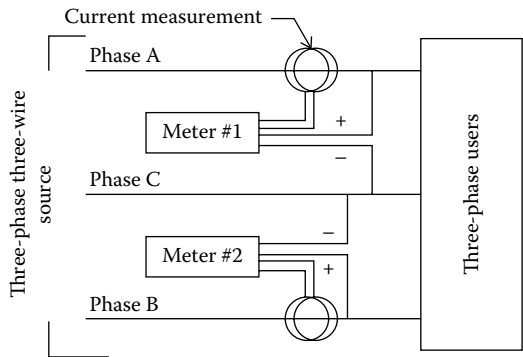 Current measurement
Phase A
+
Meter #1
−
Phase C
−
Meter #2
+
Phase B
Three-phase three-wire
source
Three-phase users